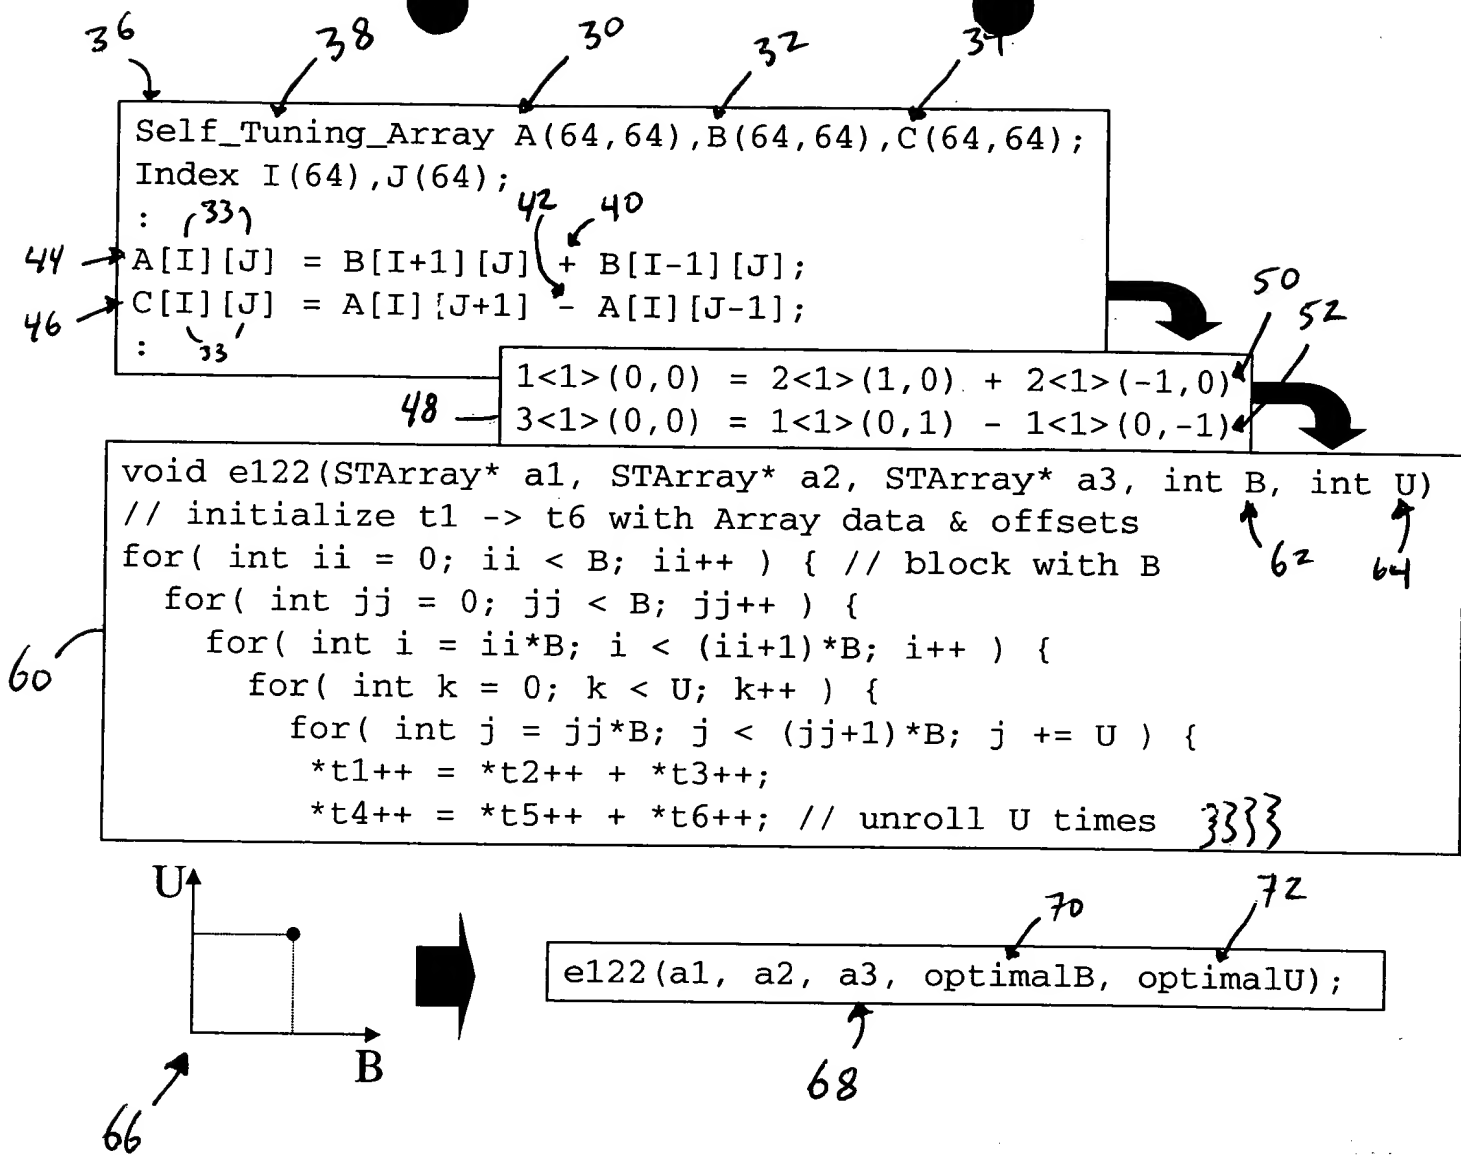 36 38 30 32 34
Self_Tuning_Array A(64,64),B(64,64),C(64,64);
Index I(64),J(64);
: 33 42 40
44 A[I][J] = B[I+1][J] + B[I-1][J];
46 C[I][J] = A[I][J+1] - A[I][J-1];
: 33
50
52
1<1>(0,0) = 2<1>(1,0) + 2<1>(-1,0)
48 3<1>(0,0) = 1<1>(0,1) - 1<1>(0,-1)
void e122(STArray* a1, STArray* a2, STArray* a3, int B, int U)
// initialize t1 -> t6 with Array data & offsets
for( int ii = 0; ii < B; ii++ ) { // block with B
62 64
for( int jj = 0; jj < B; jj++ ) {
for( int i = ii*B; i < (ii+1)*B; i++ ) {
60
for( int k = 0; k < U; k++ ) {
for( int j = jj*B; j < (jj+1)*B; j += U ) {
*t1++ = *t2++ + *t3++;
*t4++ = *t5++ + *t6++; // unroll U times }}}}
U
70 72
e122(a1, a2, a3, optimalB, optimalU);
B
68
66